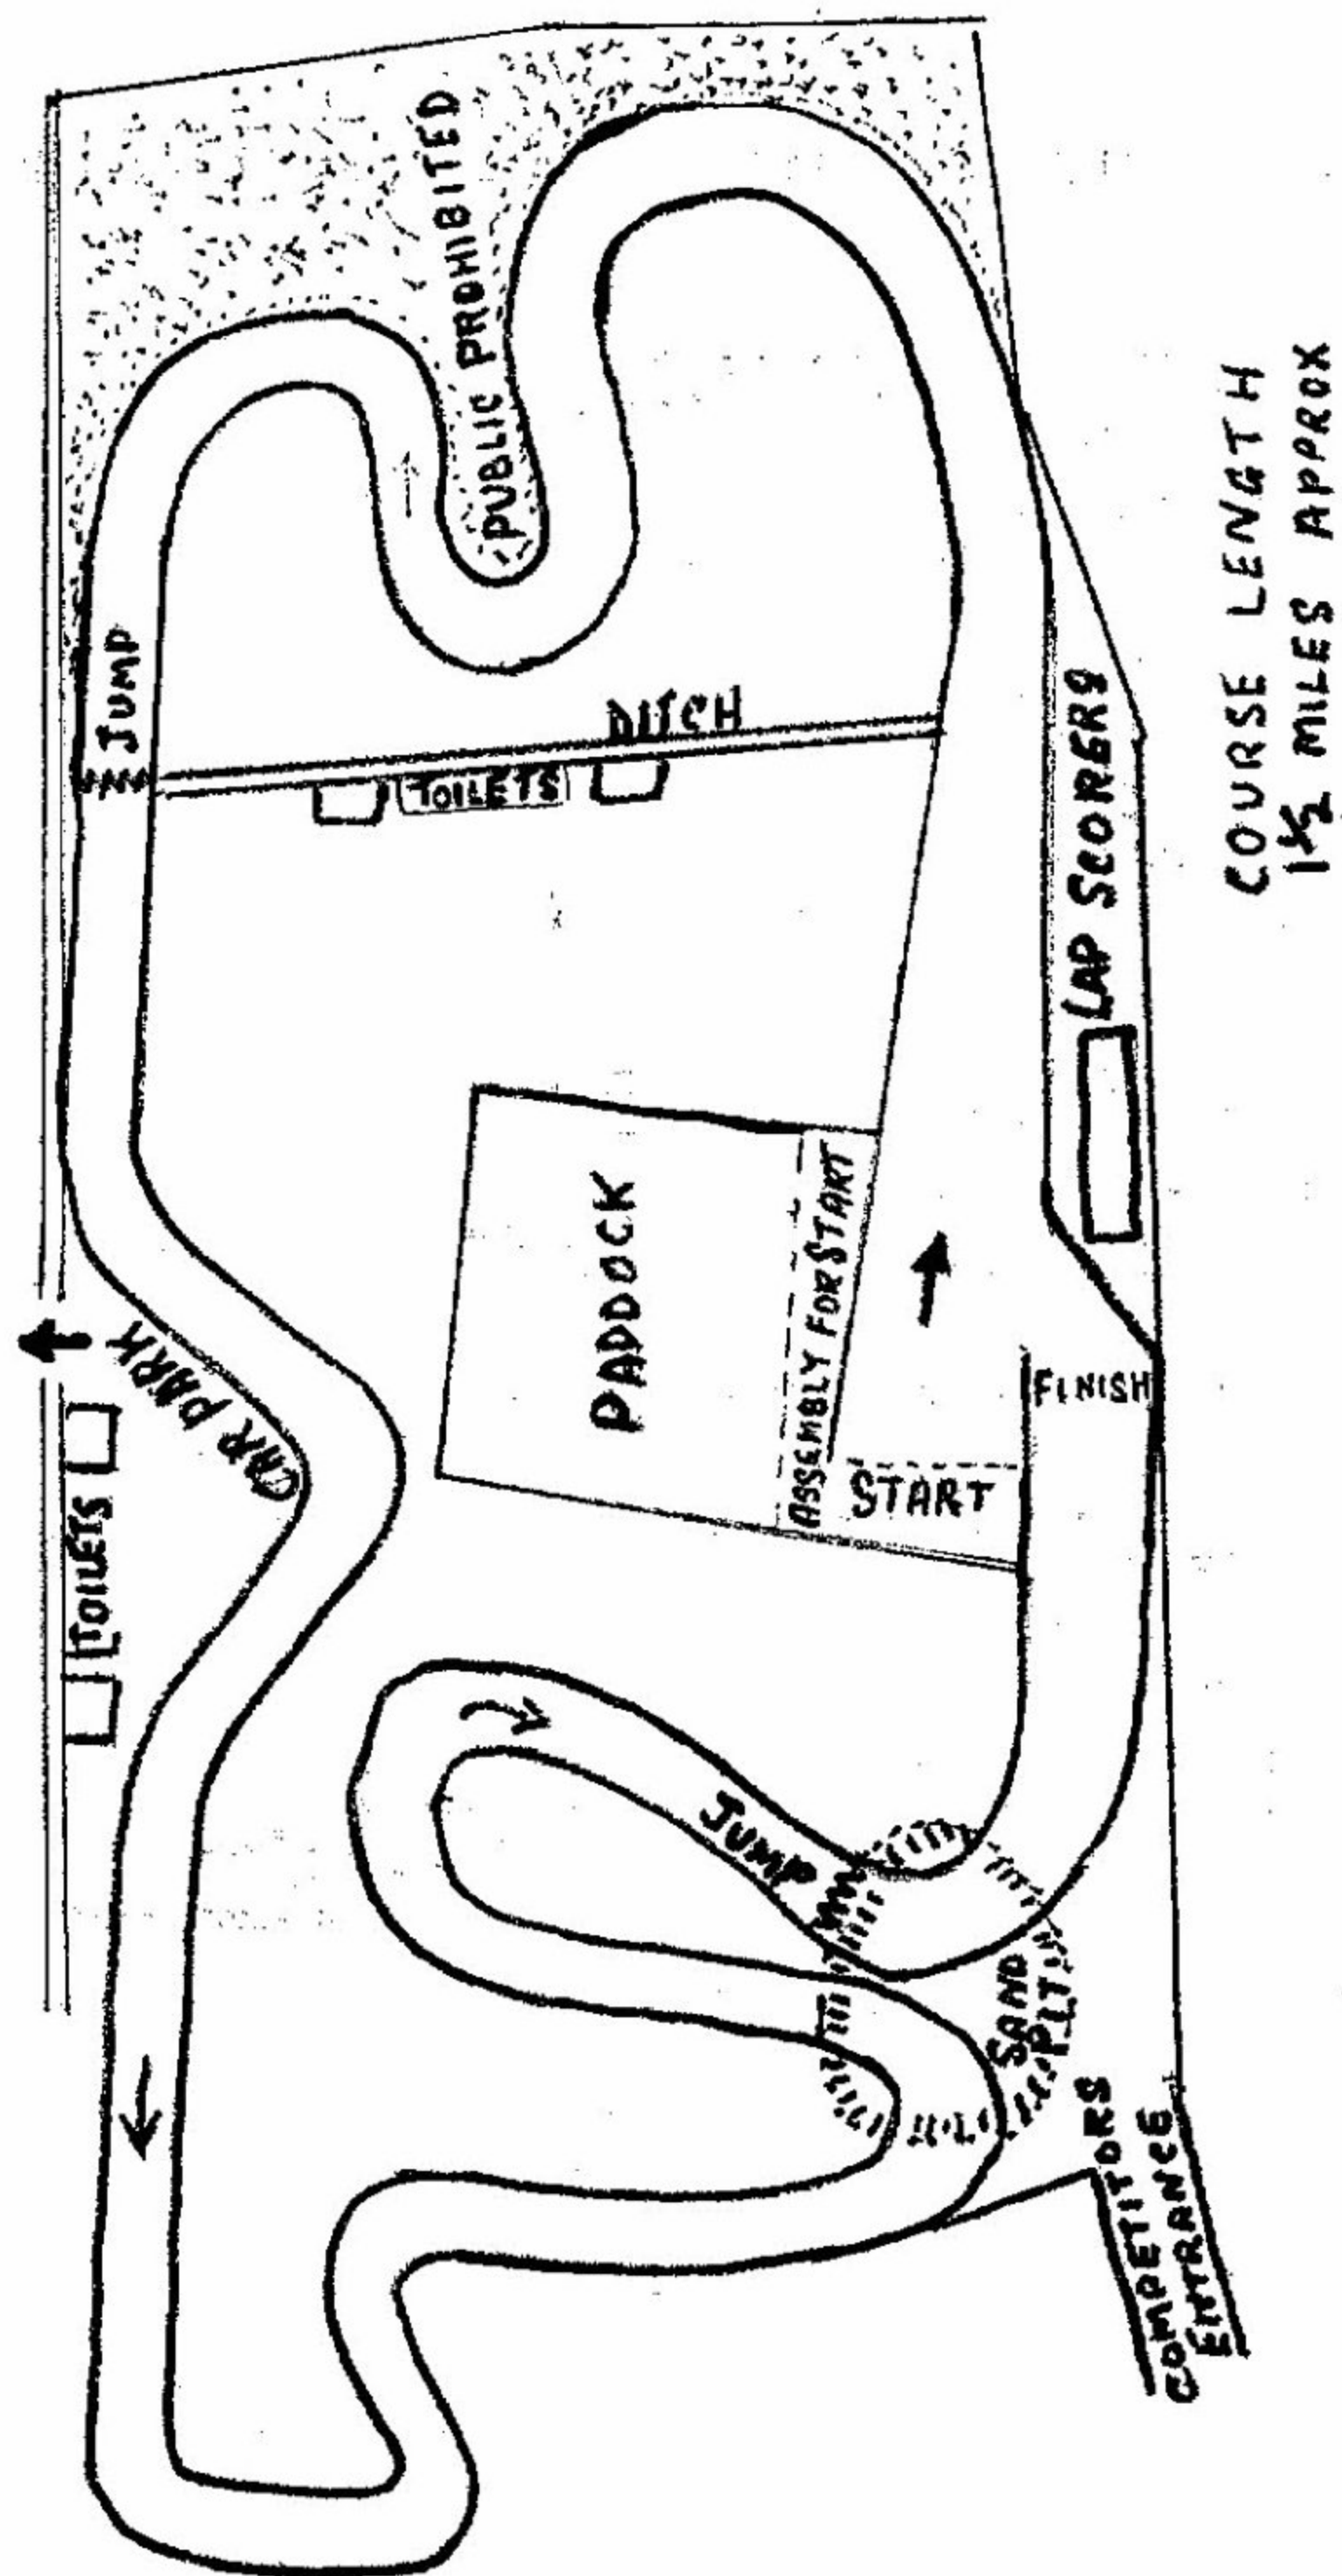 PUBLIC PROHIBITED
JUMP
DITCH
TOILETS
LAP SCORERS
COURSE LENGTH
1½ MILES APPROX
PADDOCK
ASSEMBLY FOR START
CAR PARK
FINISH
START
TOILETS
JUMP
SAND
PIT
COMPETITORS
ENTRANCE